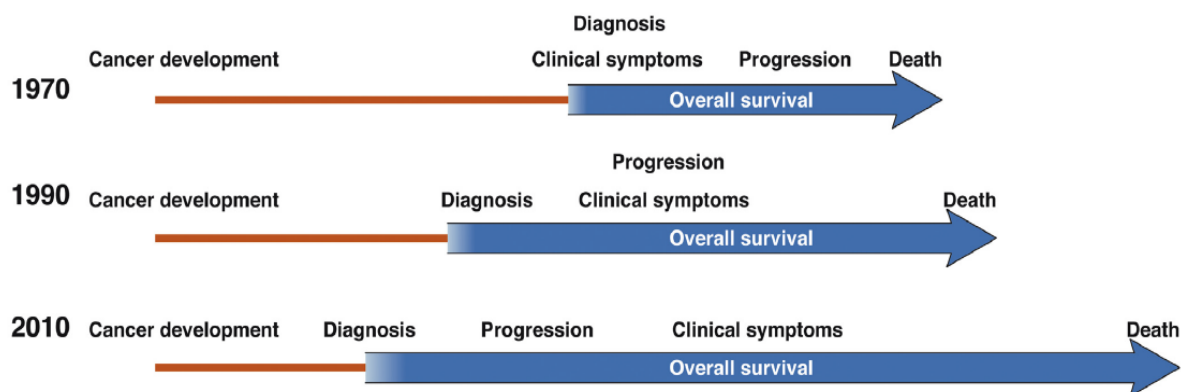 Diagnosis
Cancer development Clinical symptoms Progression Death
1970
Overall survival
Progression
1990 Cancer development Diagnosis Clinical symptoms Death
Overall survival
2010 Cancer development Diagnosis Progression Clinical symptoms Death
Overall survival